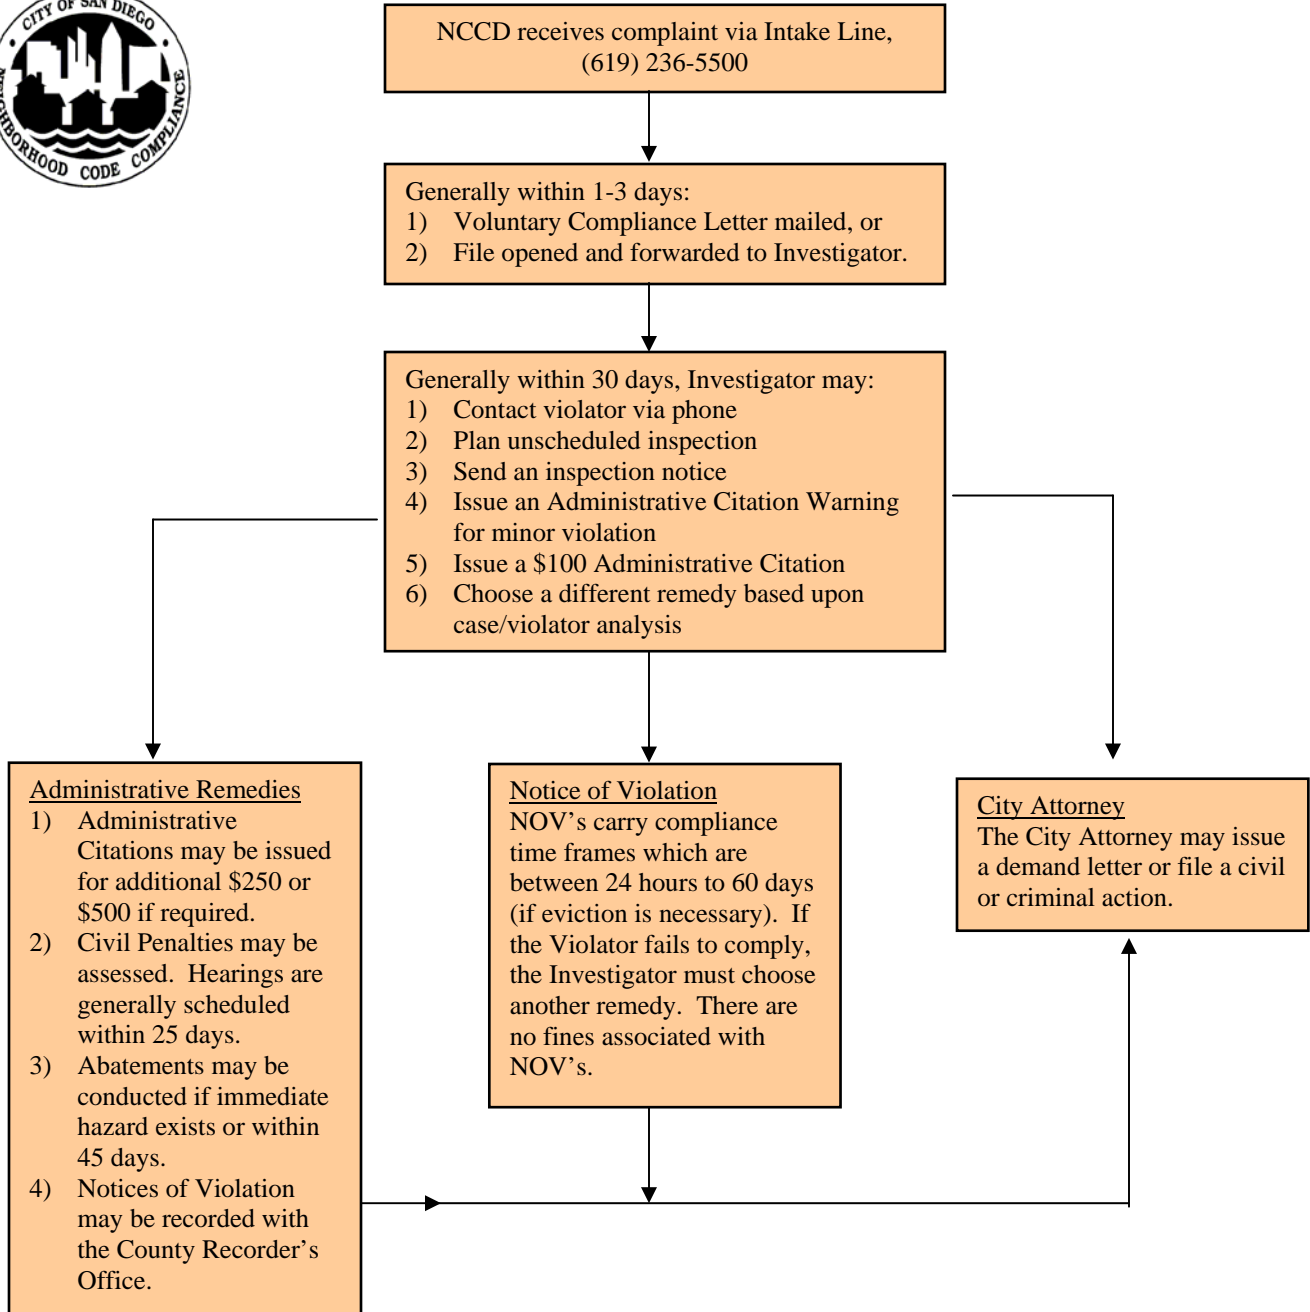 CITY OF SAN DIEGO
NEIGHBORHOOD CODE COMPLIANCE
NCCD receives complaint via Intake Line,
(619) 236-5500
Generally within 1-3 days:
1) Voluntary Compliance Letter mailed, or
2) File opened and forwarded to Investigator.
Generally within 30 days, Investigator may:
1) Contact violator via phone
2) Plan unscheduled inspection
3) Send an inspection notice
4) Issue an Administrative Citation Warning
for minor violation
5) Issue a $100 Administrative Citation
6) Choose a different remedy based upon
case/violator analysis
Administrative Remedies
1) Administrative
Citations may be issued
for additional $250 or
$500 if required.
2) Civil Penalties may be
assessed.  Hearings are
generally scheduled
within 25 days.
3) Abatements may be
conducted if immediate
hazard exists or within
45 days.
4) Notices of Violation
may be recorded with
the County Recorder’s
Office.
Notice of Violation
NOV’s carry compliance
time frames which are
between 24 hours to 60 days
(if eviction is necessary).  If
the Violator fails to comply,
the Investigator must choose
another remedy.  There are
no fines associated with
NOV’s.
City Attorney
The City Attorney may issue
a demand letter or file a civil
or criminal action.